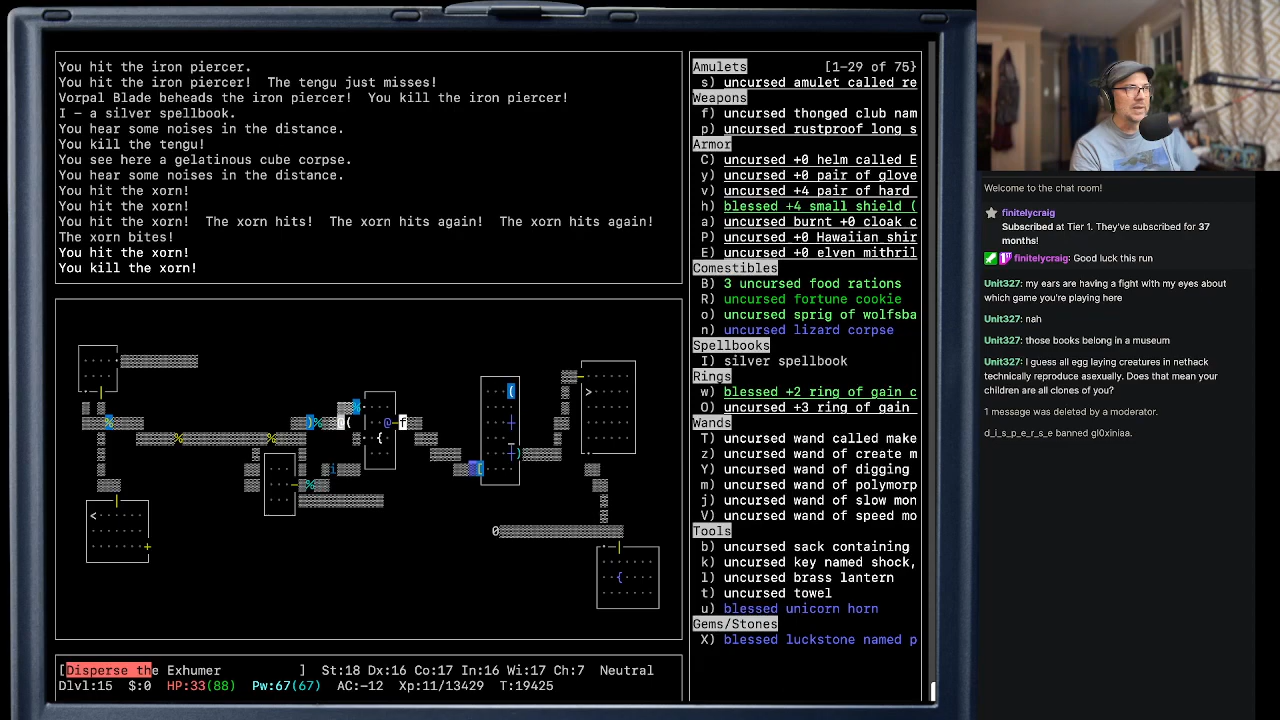 You hit the iron piercer.
You hit the iron piercer!  The tengu just misses!
Vorpal Blade beheads the iron piercer!  You kill the iron piercer!
I - a silver spellbook.
You hear some noises in the distance.
You kill the tengu!
You see here a gelatinous cube corpse.
You hear some noises in the distance.
You hit the xorn!
You hit the xorn!
You hit the xorn!  The xorn hits!  The xorn hits again!  The xorn hits again!
The xorn bites!
You hit the xorn!
You kill the xorn!
[Disperse the Exhumer ] St:18 Dx:16 Co:17 In:16 Wi:17 Ch:7 Neutral
Dlvl:15 $:0 HP:33(88) Pw:67(67) AC:-12 Xp:11/13429 T:19425
Amulets [1-29 of 75}
s) uncursed amulet called re
Weapons
f) uncursed thonged club nam
p) uncursed rustproof long s
Armor
C) uncursed +0 helm called E
y) uncursed +0 pair of glove
v) uncursed +4 pair of hard
h) blessed +4 small shield (
a) uncursed burnt +0 cloak c
P) uncursed +0 Hawaiian shir
E) uncursed +0 elven mithril
Comestibles
B) 3 uncursed food rations
R) uncursed fortune cookie
o) uncursed sprig of wolfsba
n) uncursed lizard corpse
Spellbooks
I) silver spellbook
Rings
w) blessed +2 ring of gain c
O) uncursed +3 ring of gain
Wands
T) uncursed wand called make
z) uncursed wand of create m
Y) uncursed wand of digging
m) uncursed wand of polymorp
j) uncursed wand of slow mon
V) uncursed wand of speed mo
Tools
b) uncursed sack containing
k) uncursed key named shock,
l) uncursed brass lantern
t) uncursed towel
u) blessed unicorn horn
Gems/Stones
X) blessed luckstone named p
Welcome to the chat room!
finitelycraig
Subscribed at Tier 1. They've subscribed for 37
months!
finitelycraig: Good luck this run
Unit327: my ears are having a fight with my eyes about
which game you're playing here
Unit327: nah
Unit327: those books belong in a museum
Unit327: I guess all egg laying creatures in nethack
technically reproduce asexually. Does that mean your
children are all clones of you?
1 message was deleted by a moderator.
d_i_s_p_e_r_s_e banned gl0xiniaa.